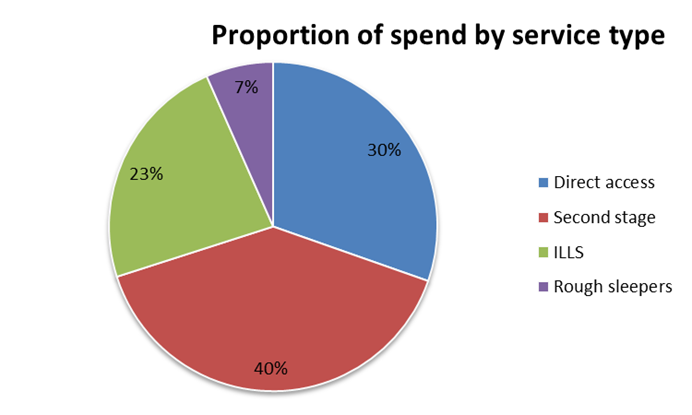 Proportion of spend by service type
7%
30%
23%
40%
Direct access
Second stage
ILLS
Rough sleepers